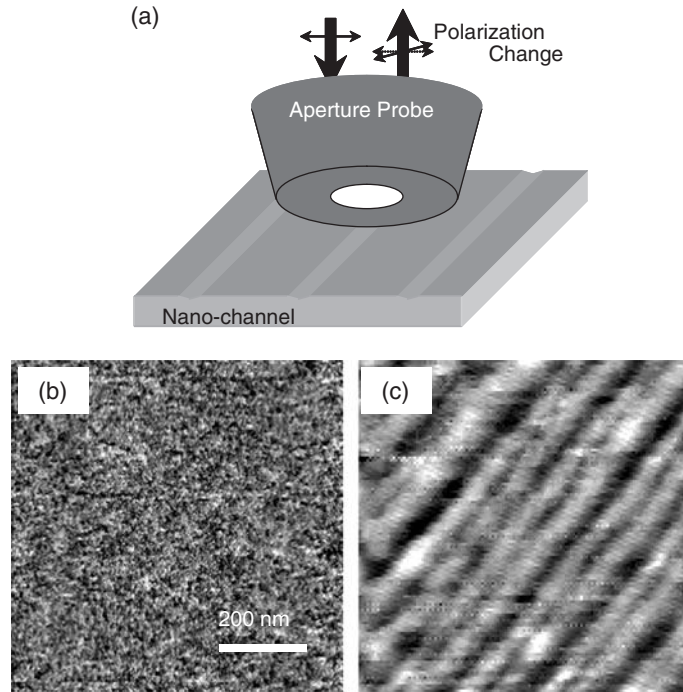 (a)
Polarization
Change
Aperture Probe
Nano-channel
(b)
(c)
200 nm